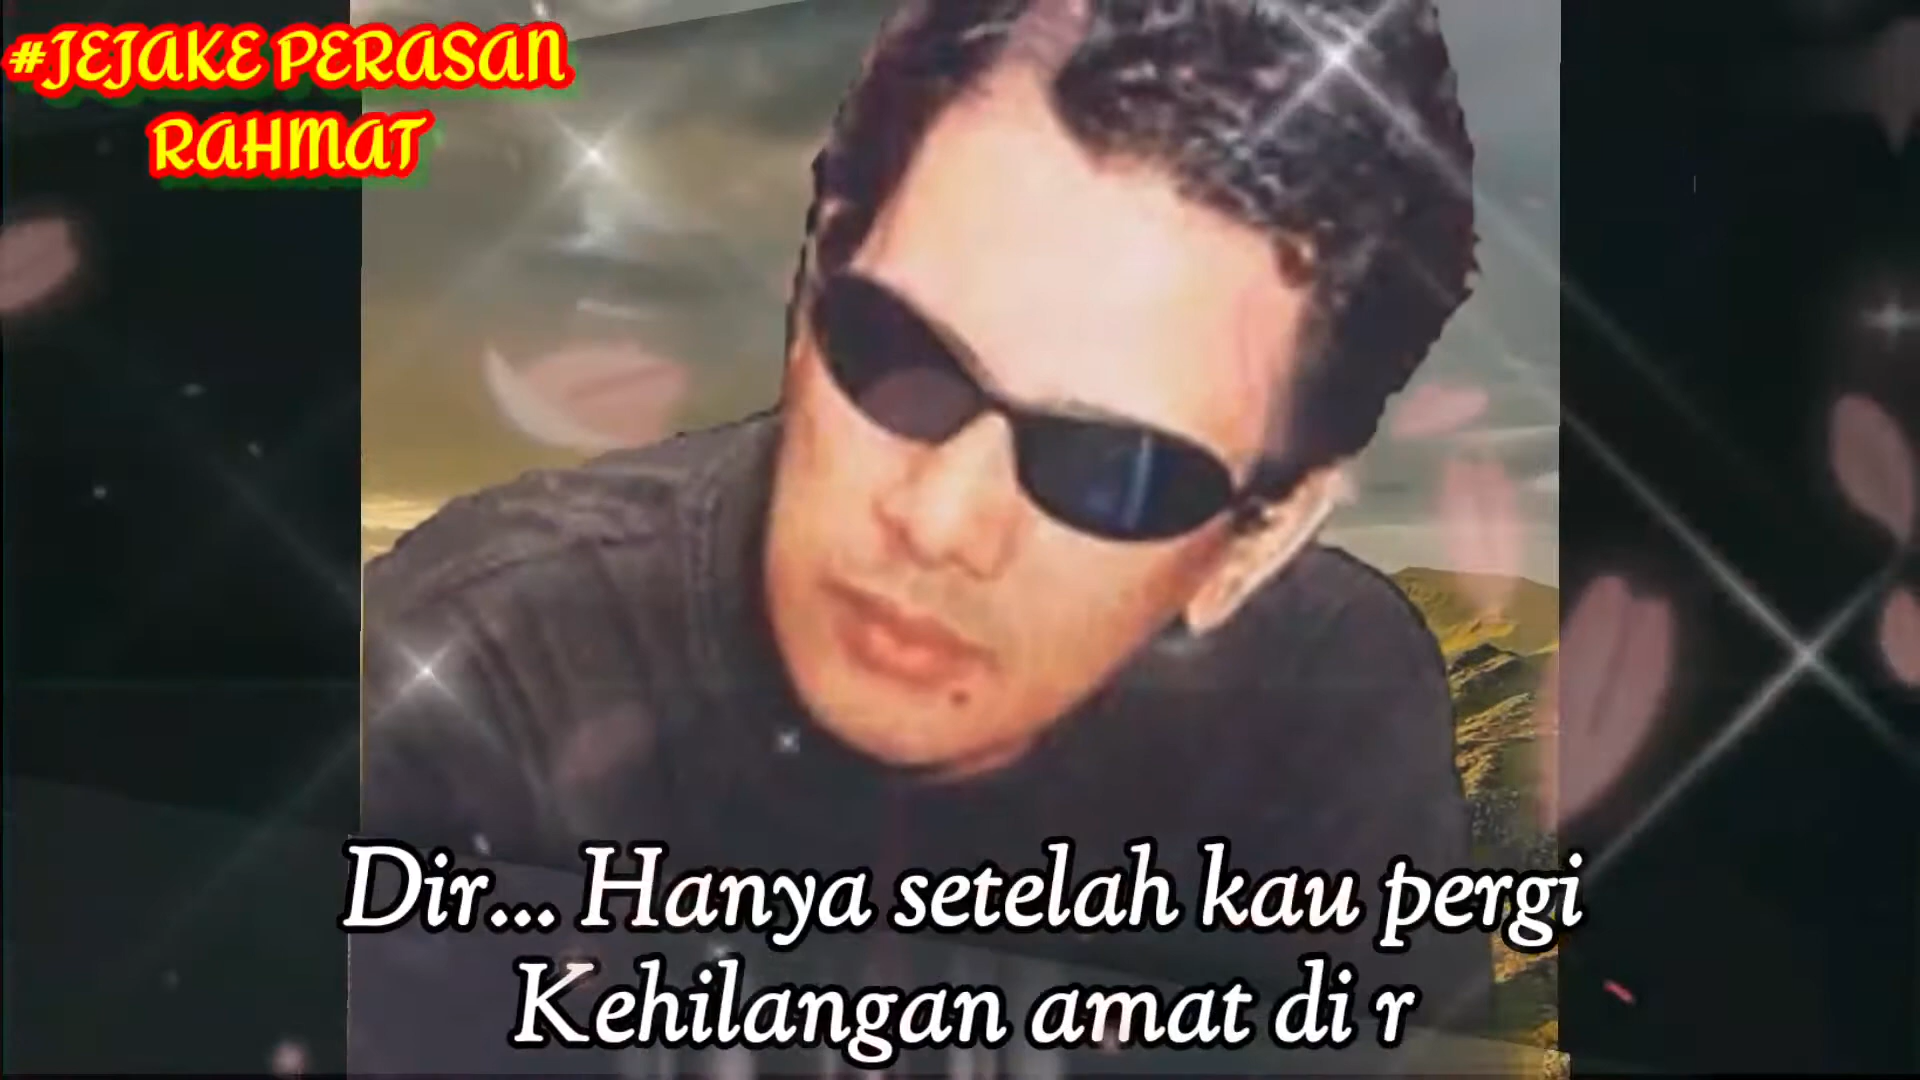 #JEJAKE PERASAN
RAHMAT
Dir... Hanya setelah kau pergi
Kehilangan amat di r